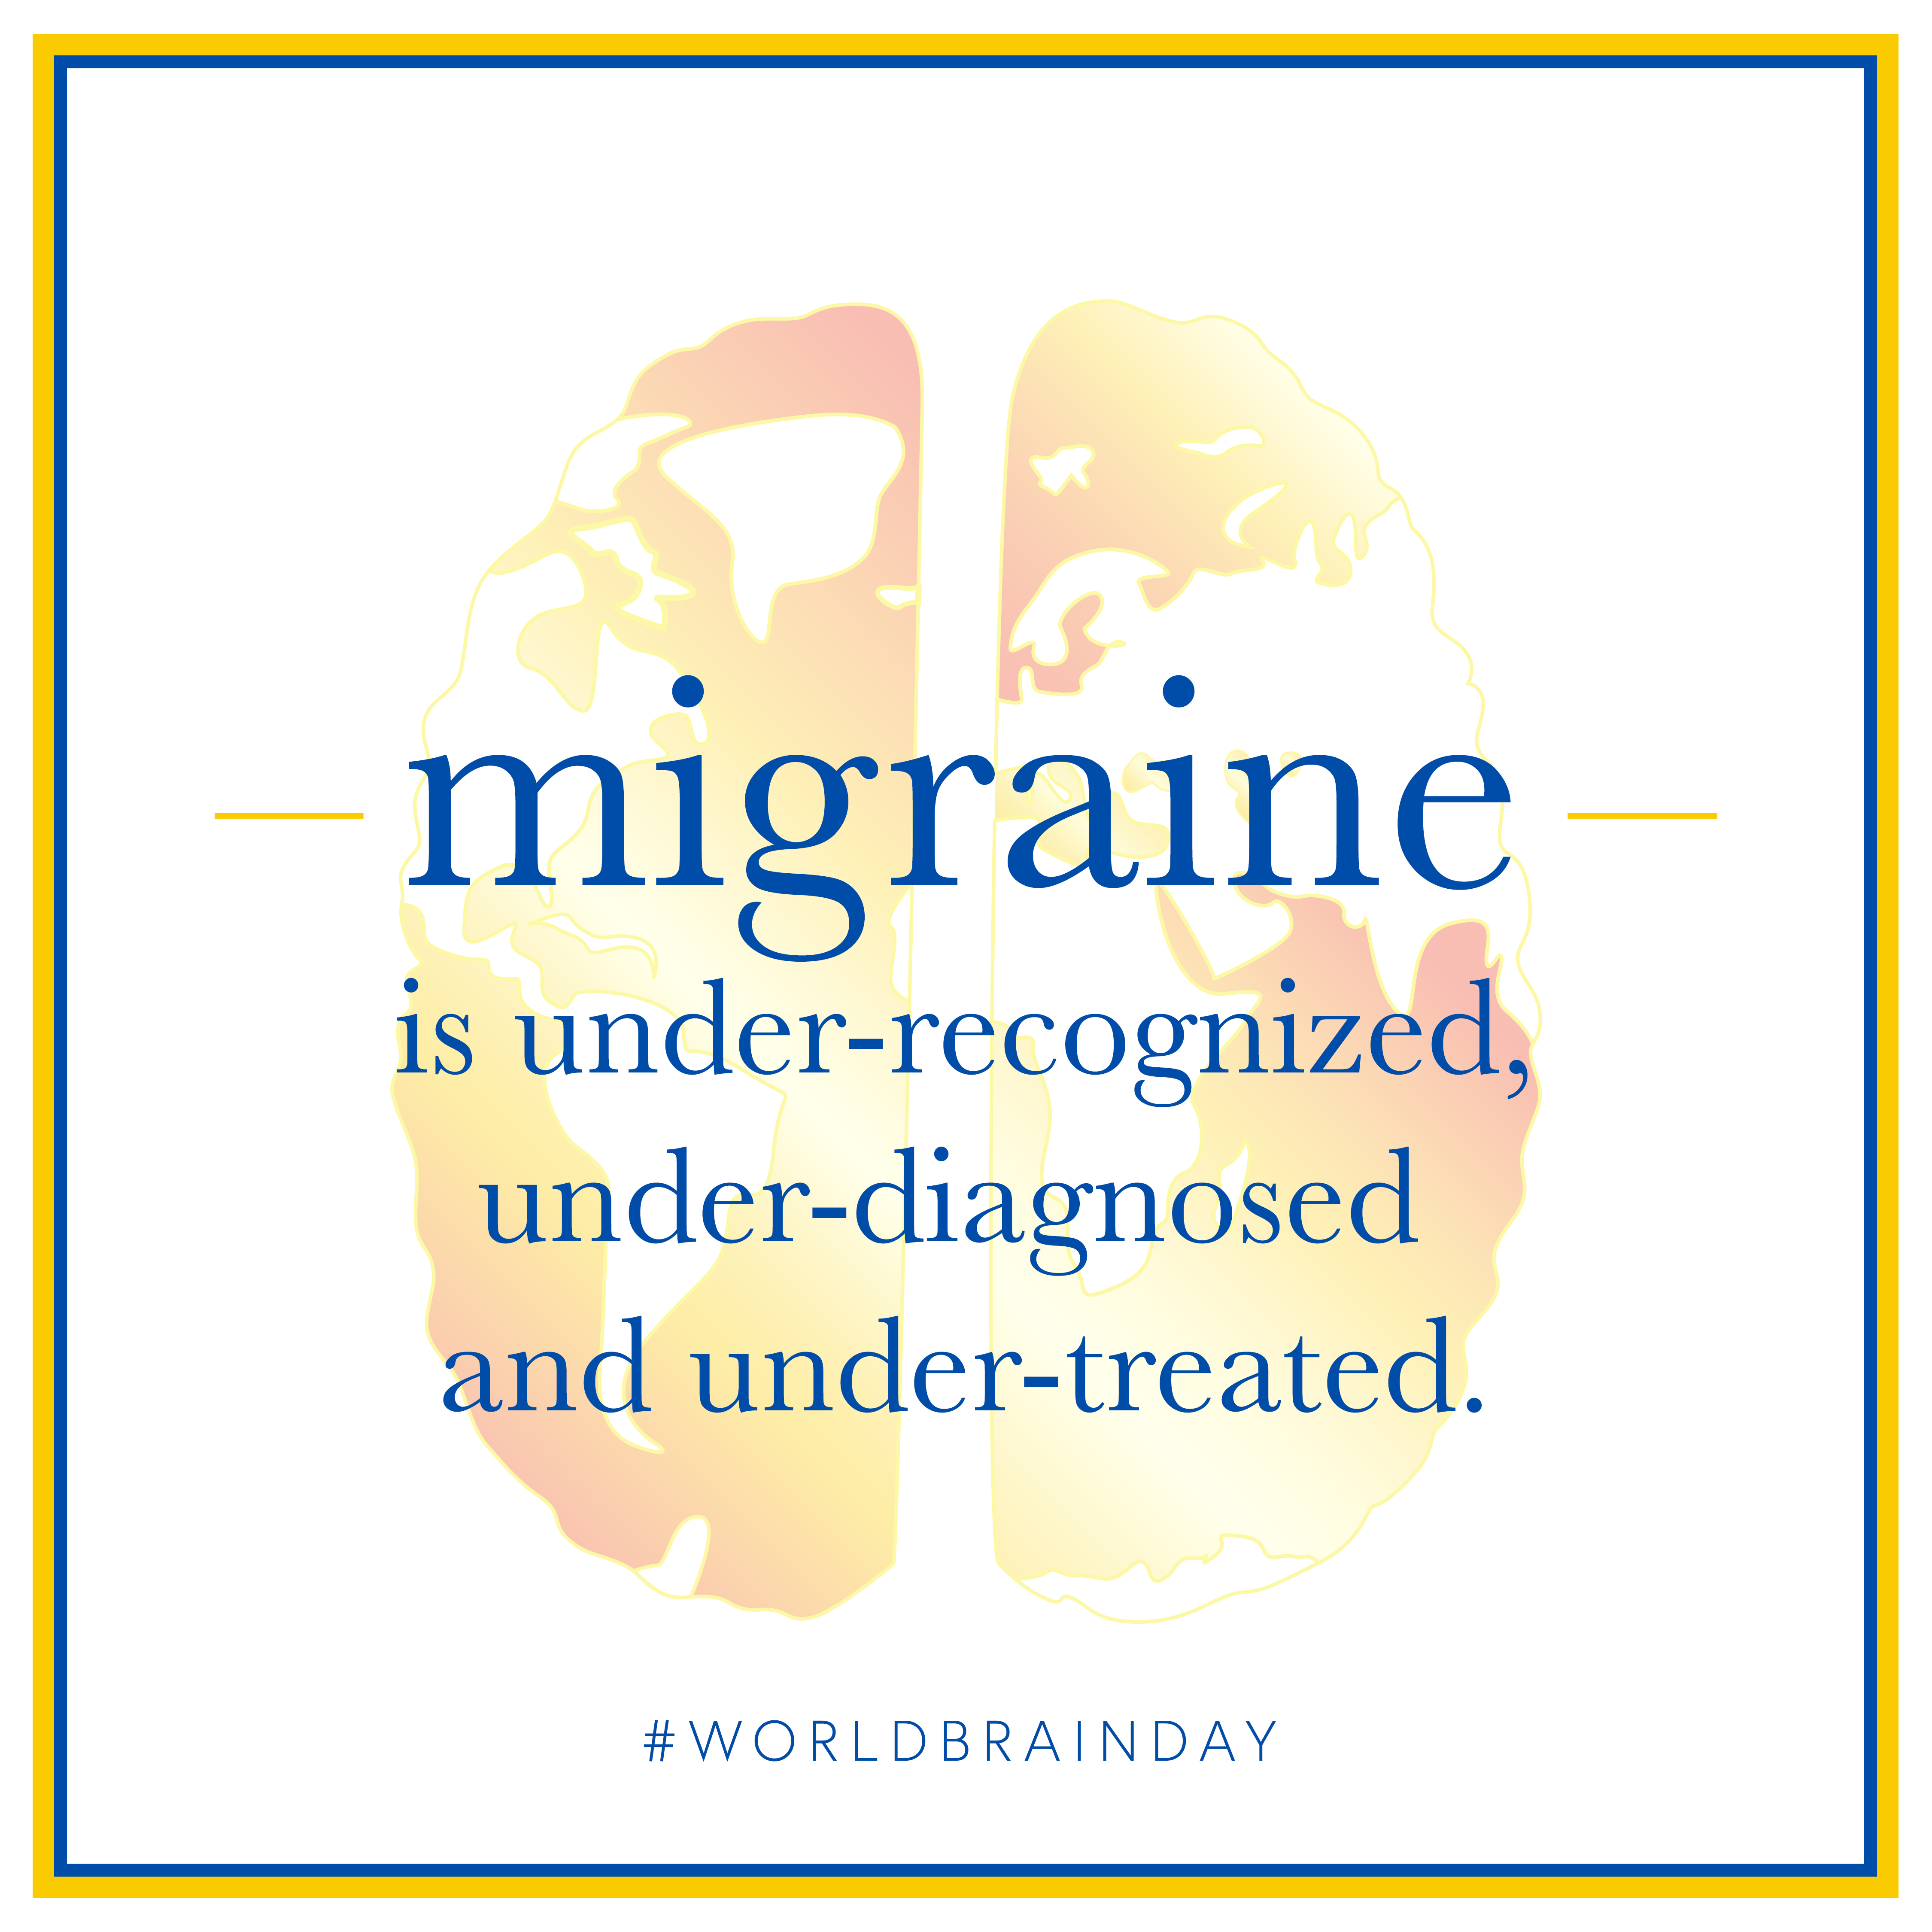 migraine
is under-recognized,
under-diagnosed
and under-treated.
#WORLDBRAINDAY